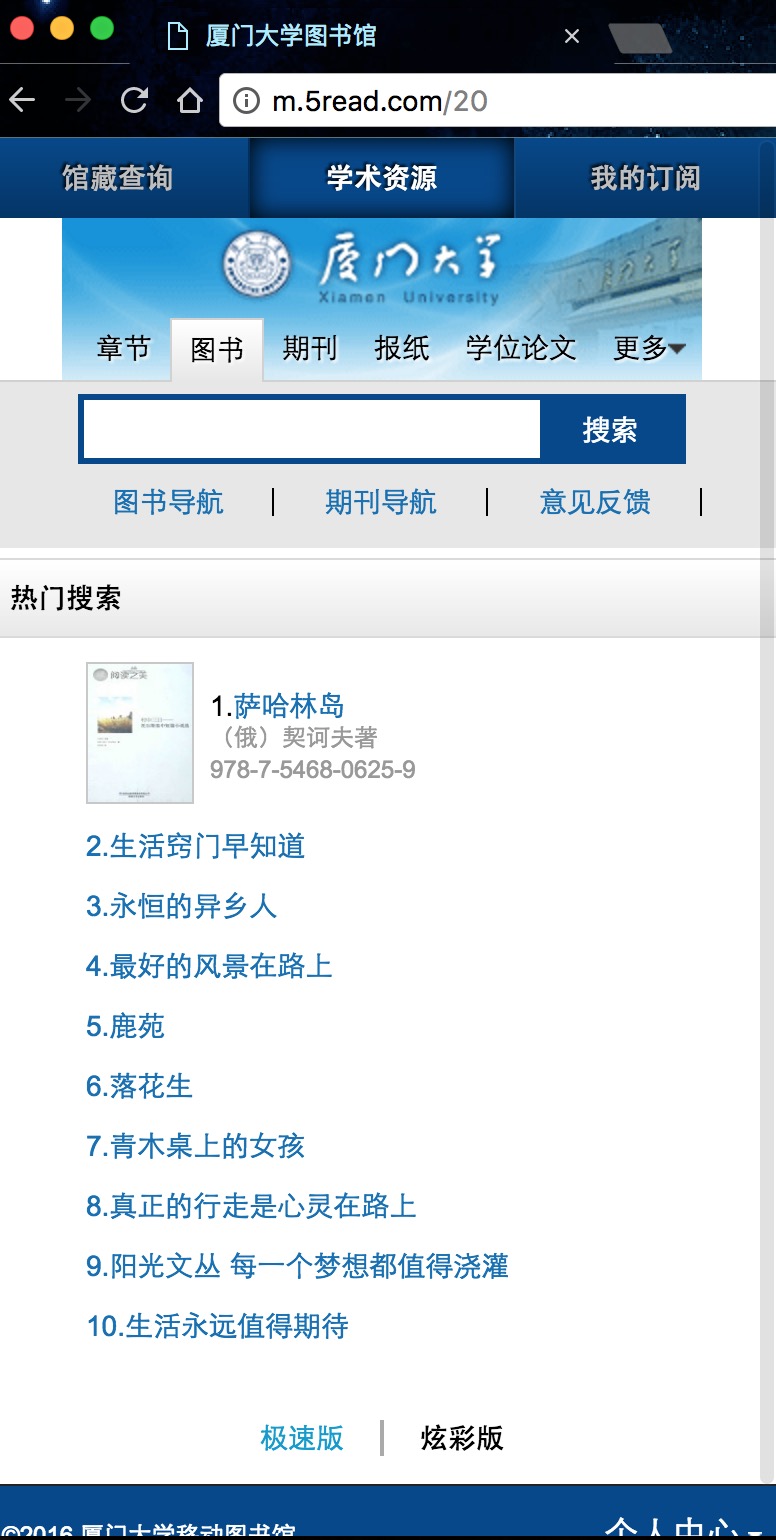 厦门大学图书馆
m.5read.com/20
馆藏查询 学术资源 我的订阅
厦门大学
Xiamen University
章节 图书 期刊 报纸 学位论文 更多
搜索
图书导航 期刊导航 意见反馈
热门搜索
阅读之美
1.萨哈林岛
（俄）契诃夫著
978-7-5468-0625-9
2.生活窍门早知道
3.永恒的异乡人
4.最好的风景在路上
5.鹿苑
6.落花生
7.青木桌上的女孩
8.真正的行走是心灵在路上
9.阳光文丛 每一个梦想都值得浇灌
10.生活永远值得期待
极速版 炫彩版
©2016 厦门大学移动图书馆 个人中心